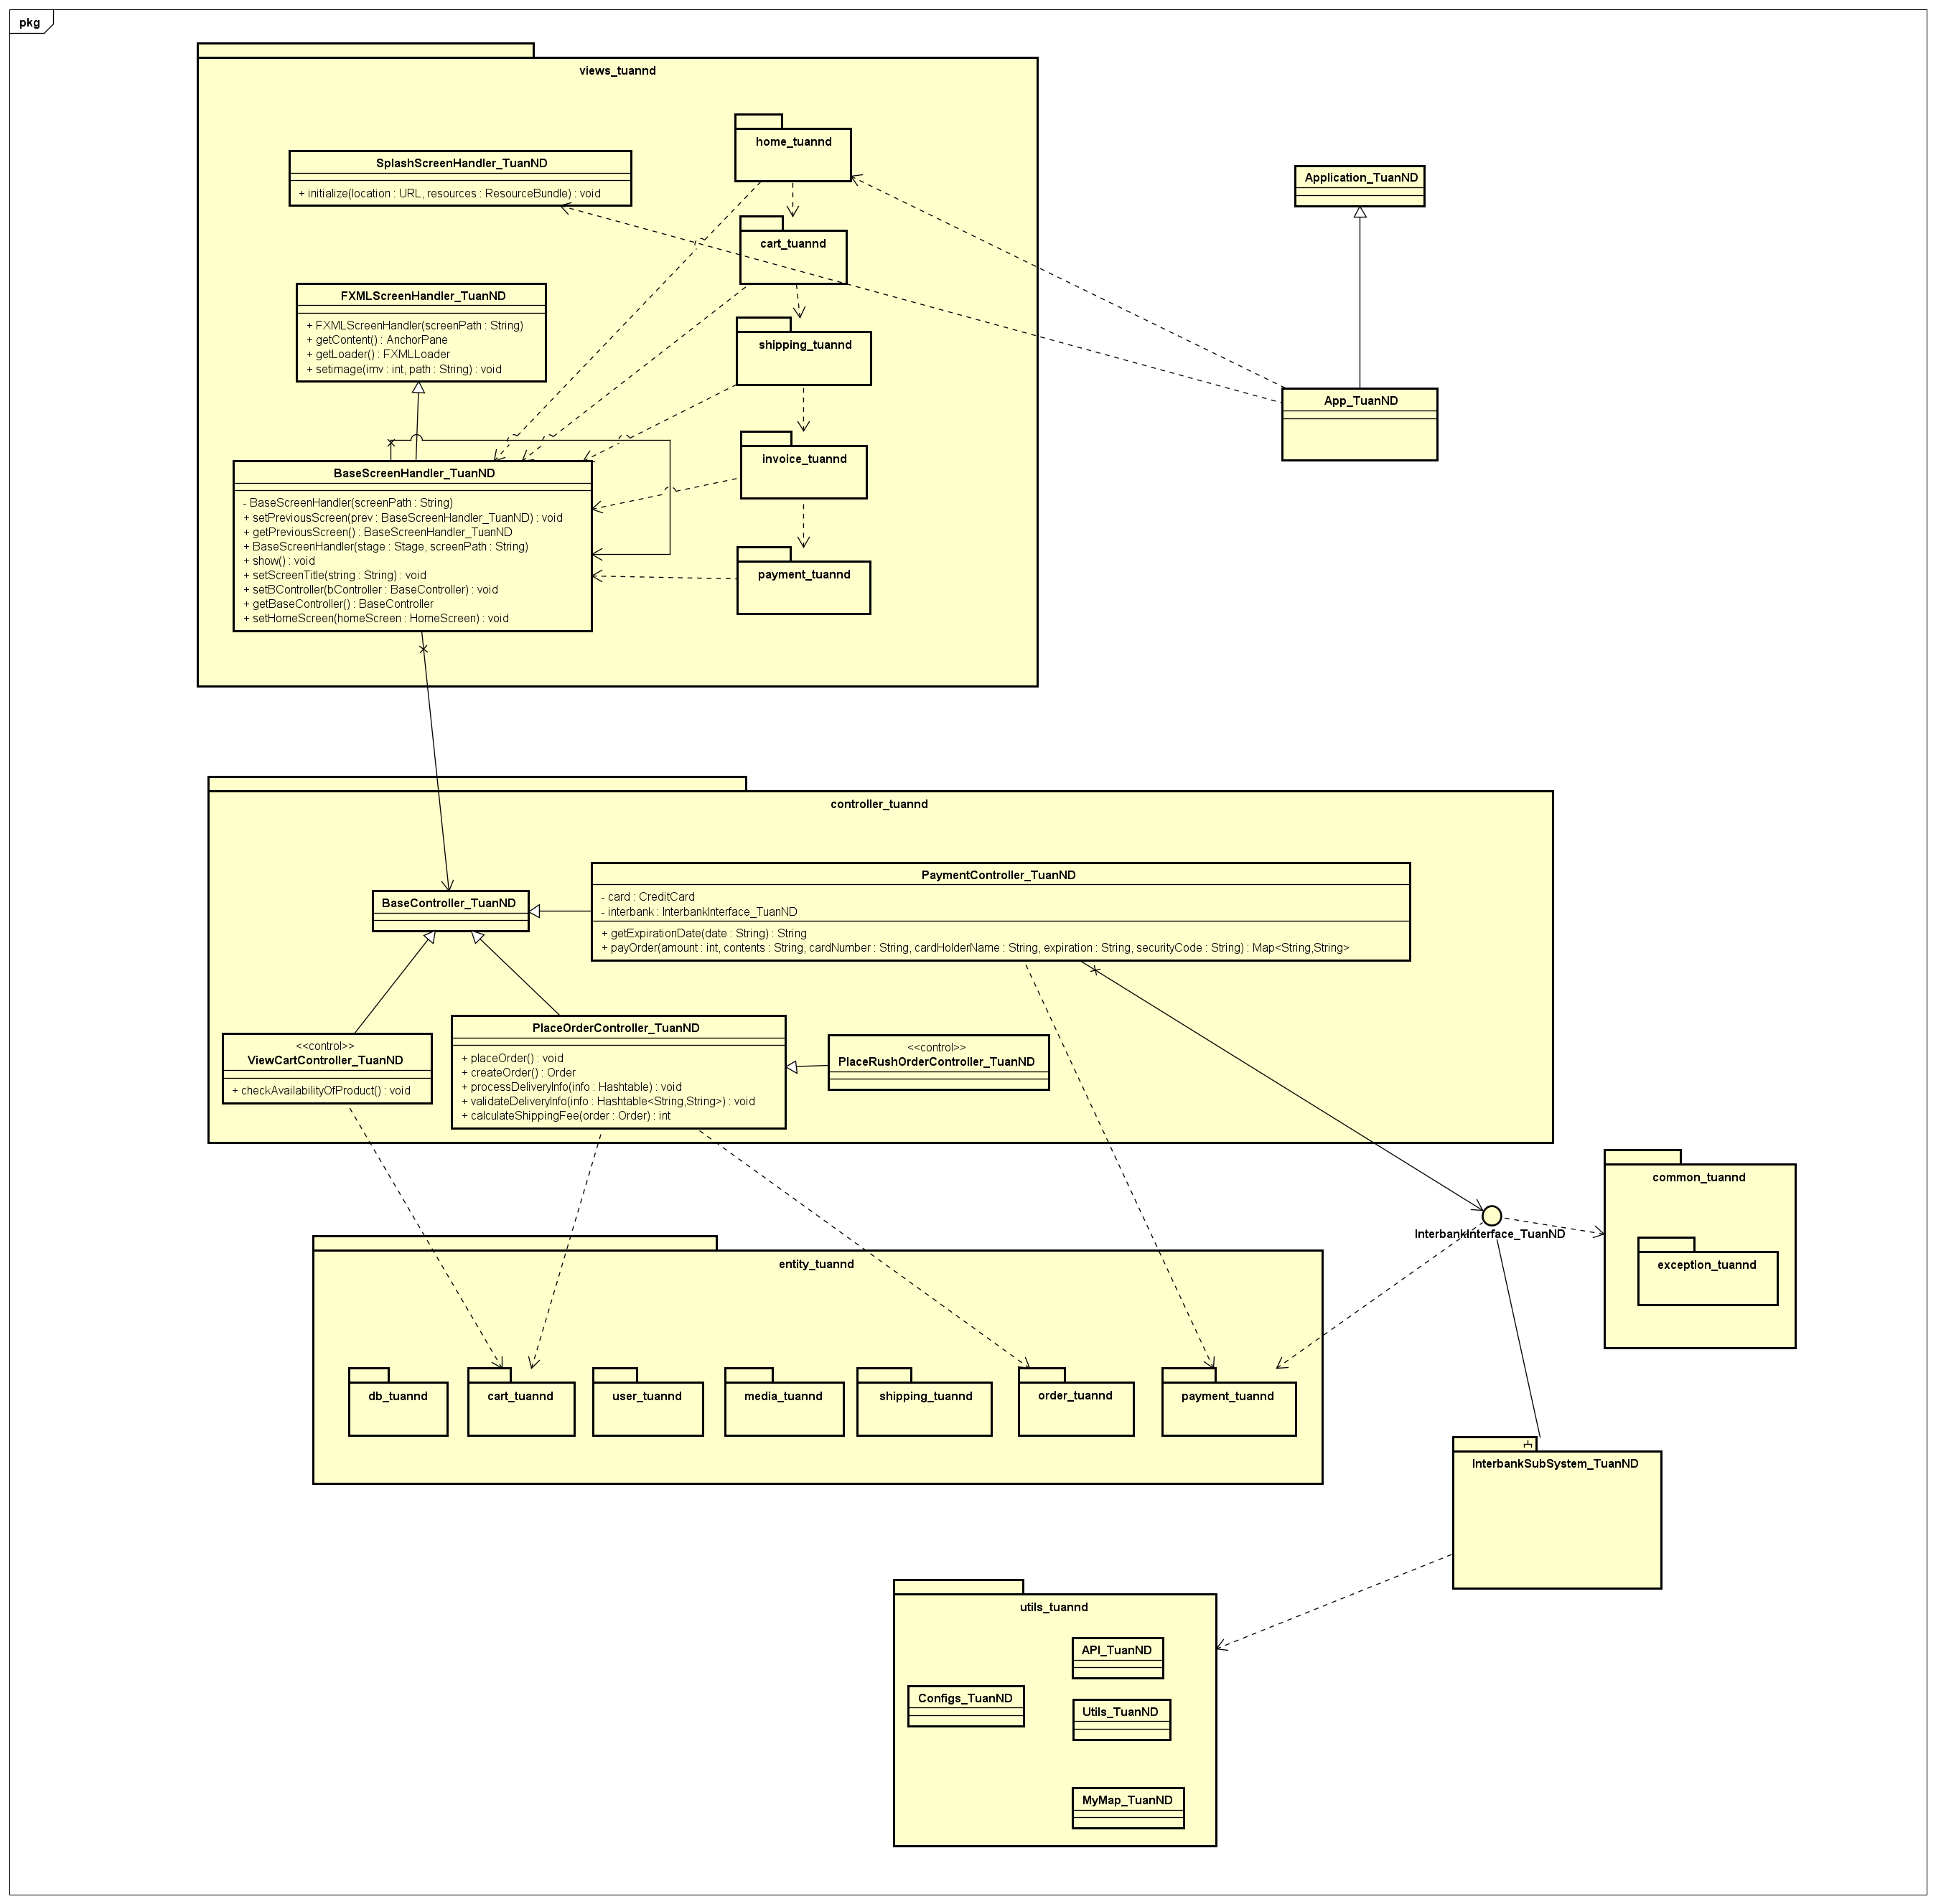 pkg
views_tuannd
home_tuannd
SplashScreenHandler_TuanND
+ initialize(location : URL, resources : ResourceBundle) : void
Application_TuanND
cart_tuannd
FXMLScreenHandler_TuanND
+ FXMLScreenHandler(screenPath : String)
+ getContent() : AnchorPane
+ getLoader() : FXMLLoader
+ setimage(imv : int, path : String) : void
shipping_tuannd
App_TuanND
invoice_tuannd
BaseScreenHandler_TuanND
- BaseScreenHandler(screenPath : String)
+ setPreviousScreen(prev : BaseScreenHandler_TuanND) : void
+ getPreviousScreen() : BaseScreenHandler_TuanND
+ BaseScreenHandler(stage : Stage, screenPath : String)
+ show() : void
+ setScreenTitle(string : String) : void
+ setBController(bController : BaseController) : void
+ getBaseController() : BaseController
+ setHomeScreen(homeScreen : HomeScreen) : void
payment_tuannd
controller_tuannd
PaymentController_TuanND
- card : CreditCard
- interbank : InterbankInterface_TuanND
+ getExpirationDate(date : String) : String
+ payOrder(amount : int, contents : String, cardNumber : String, cardHolderName : String, expiration : String, securityCode : String) : Map<String,String>
BaseController_TuanND
<<control>>
ViewCartController_TuanND
+ checkAvailabilityOfProduct() : void
PlaceOrderController_TuanND
+ placeOrder() : void
+ createOrder() : Order
+ processDeliveryInfo(info : Hashtable) : void
+ validateDeliveryInfo(info : Hashtable<String,String>) : void
+ calculateShippingFee(order : Order) : int
<<control>>
PlaceRushOrderController_TuanND
common_tuannd
exception_tuannd
InterbankInterface_TuanND
entity_tuannd
db_tuannd
cart_tuannd
user_tuannd
media_tuannd
shipping_tuannd
order_tuannd
payment_tuannd
InterbankSubSystem_TuanND
utils_tuannd
API_TuanND
Configs_TuanND
Utils_TuanND
MyMap_TuanND